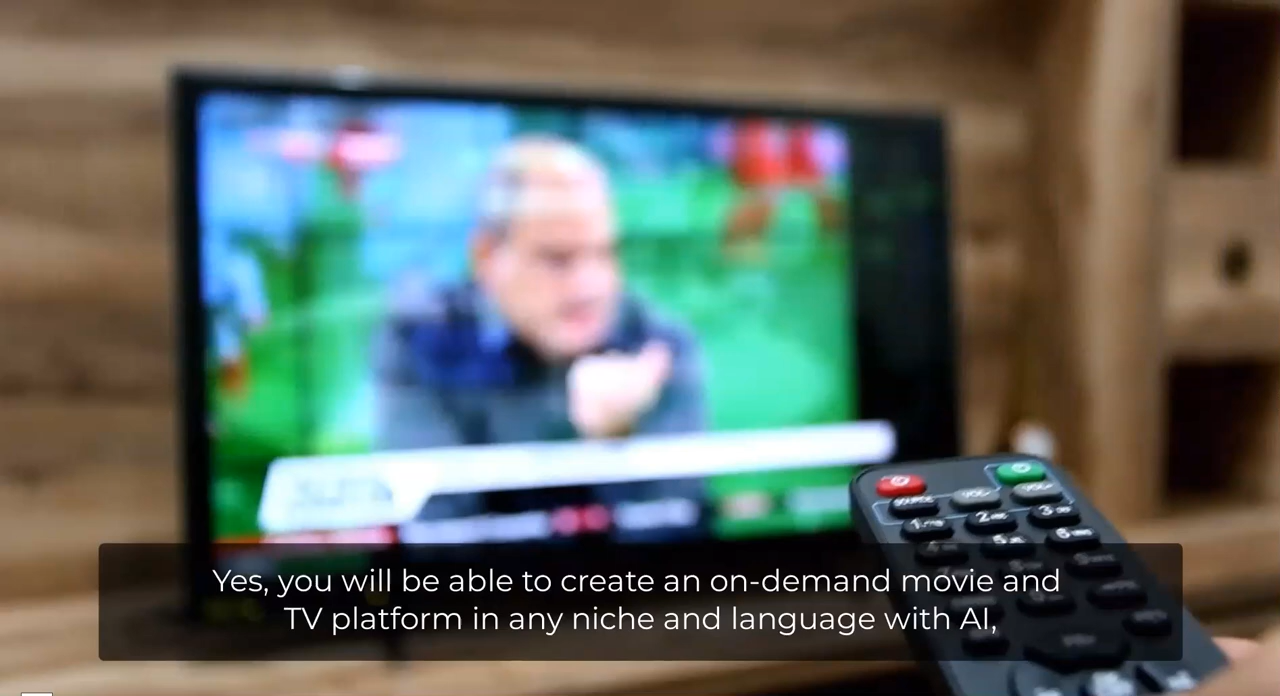 Yes, you will be able to create an on-demand movie and
TV platform in any niche and language with AI,